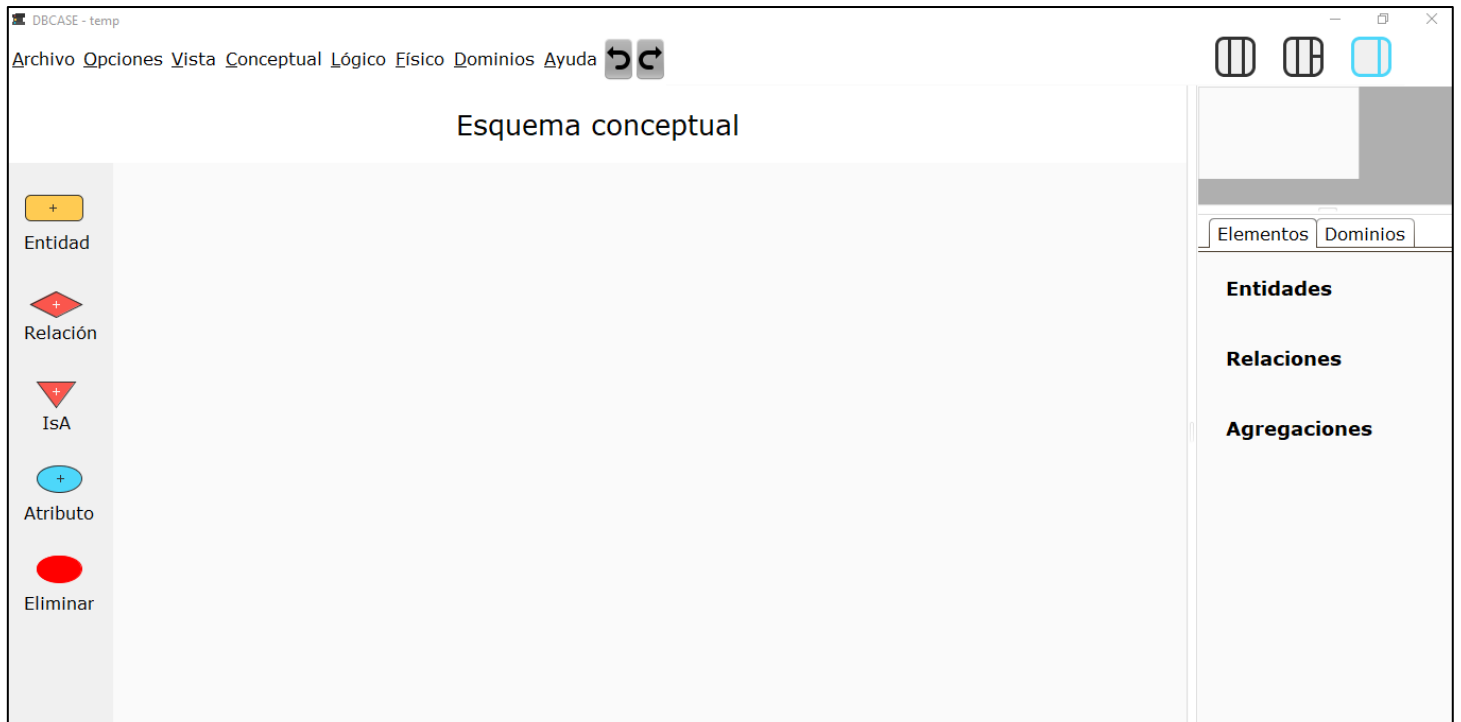 DBCASE - temp
Archivo Opciones Vista Conceptual Lógico Físico Dominios Ayuda
Esquema conceptual
+
Entidad
+
Relación
+
IsA
+
Atributo
Eliminar
Elementos Dominios
Entidades
Relaciones
Agregaciones